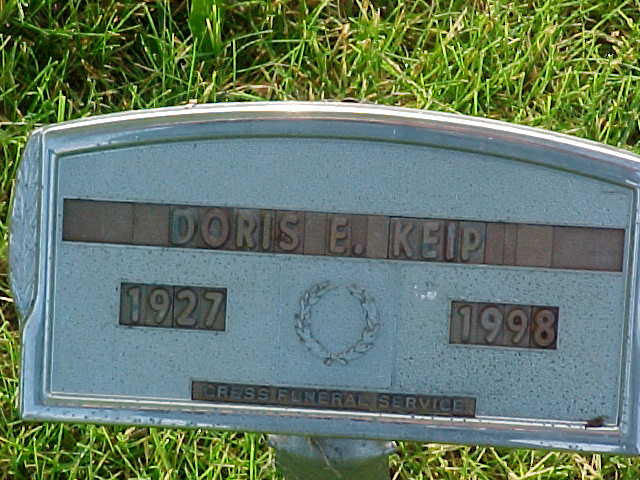 DORIS E. KEIP
1927 1998
CRESS FUNERAL SERVICE